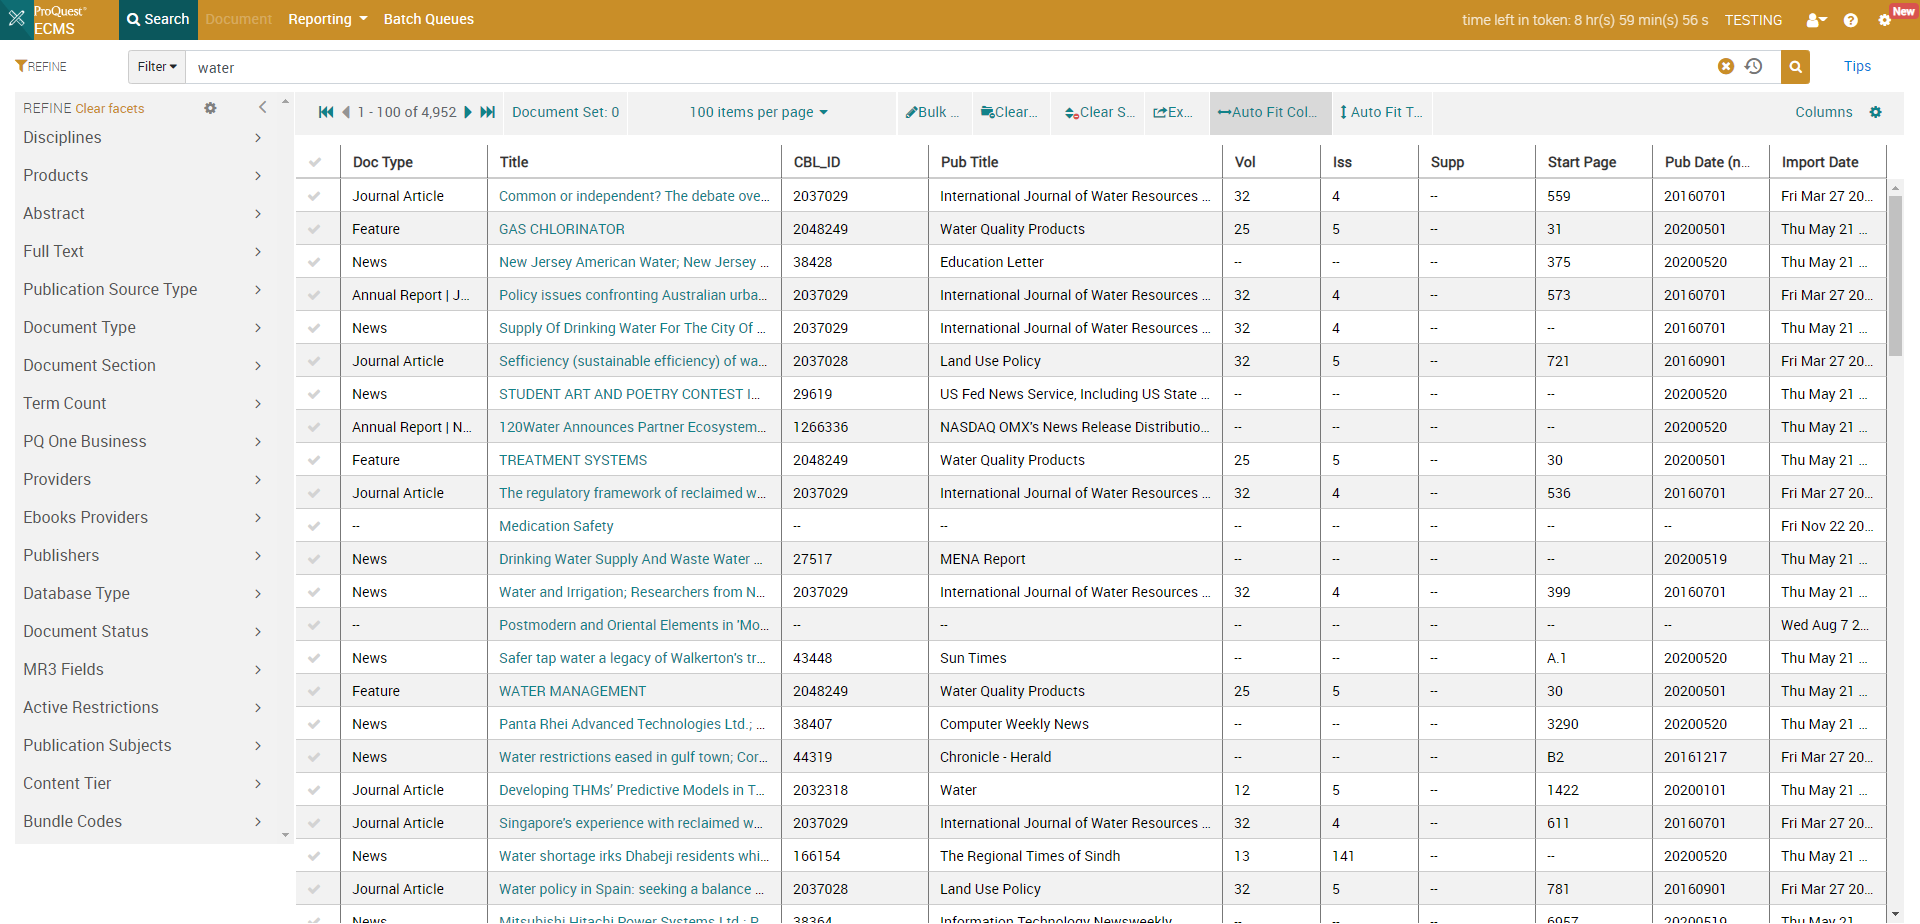 ProQuest® ECMS Search Document Reporting Batch Queues time left in token: 8 hr(s) 59 min(s) 56 s TESTING New
REFINE Filter water Tips
REFINE Clear facets
Disciplines
Products
Abstract
Full Text
Publication Source Type
Document Type
Document Section
Term Count
PQ One Business
Providers
Ebooks Providers
Publishers
Database Type
Document Status
MR3 Fields
Active Restrictions
Publication Subjects
Content Tier
Bundle Codes
1 - 100 of 4,952 Document Set: 0 100 items per page Bulk ... Clear... Clear S... Ex... Auto Fit Col... Auto Fit T... Columns
Doc Type Title CBL_ID Pub Title Vol Iss Supp Start Page Pub Date (n... Import Date
Journal Article Common or independent? The debate ove... 2037029 International Journal of Water Resources ... 32 4 -- 559 20160701 Fri Mar 27 20...
Feature GAS CHLORINATOR 2048249 Water Quality Products 25 5 -- 31 20200501 Thu May 21 ...
News New Jersey American Water; New Jersey ... 38428 Education Letter -- -- -- 375 20200520 Thu May 21 ...
Annual Report | J... Policy issues confronting Australian urba... 2037029 International Journal of Water Resources ... 32 4 -- 573 20160701 Fri Mar 27 20...
News Supply Of Drinking Water For The City Of ... 2037029 International Journal of Water Resources ... 32 4 -- -- 20160701 Thu May 21 ...
Journal Article Sefficiency (sustainable efficiency) of wa... 2037028 Land Use Policy 32 5 -- 721 20160901 Fri Mar 27 20...
News STUDENT ART AND POETRY CONTEST I... 29619 US Fed News Service, Including US State ... -- -- -- -- 20200520 Thu May 21 ...
Annual Report | N... 120Water Announces Partner Ecosystem... 1266336 NASDAQ OMX's News Release Distributio... -- -- -- -- 20200520 Thu May 21 ...
Feature TREATMENT SYSTEMS 2048249 Water Quality Products 25 5 -- 30 20200501 Thu May 21 ...
Journal Article The regulatory framework of reclaimed w... 2037029 International Journal of Water Resources ... 32 4 -- 536 20160701 Fri Mar 27 20...
-- Medication Safety -- -- -- -- -- -- -- Fri Nov 22 20...
News Drinking Water Supply And Waste Water ... 27517 MENA Report -- -- -- -- 20200519 Thu May 21 ...
News Water and Irrigation; Researchers from N... 2037029 International Journal of Water Resources ... 32 4 -- 399 20160701 Thu May 21 ...
-- Postmodern and Oriental Elements in 'Mo... -- -- -- -- -- -- -- Wed Aug 7 2...
News Safer tap water a legacy of Walkerton's tr... 43448 Sun Times -- -- -- A.1 20200520 Thu May 21 ...
Feature WATER MANAGEMENT 2048249 Water Quality Products 25 5 -- 30 20200501 Thu May 21 ...
News Panta Rhei Advanced Technologies Ltd.; ... 38407 Computer Weekly News -- -- -- 3290 20200520 Thu May 21 ...
News Water restrictions eased in gulf town; Cor... 44319 Chronicle - Herald -- -- -- B2 20161217 Fri Mar 27 20...
Journal Article Developing THMs' Predictive Models in T... 2032318 Water 12 5 -- 1422 20200101 Thu May 21 ...
Journal Article Singapore's experience with reclaimed w... 2037029 International Journal of Water Resources ... 32 4 -- 611 20160701 Fri Mar 27 20...
News Water shortage irks Dhabeji residents whi... 166154 The Regional Times of Sindh 13 141 -- -- 20200520 Thu May 21 ...
Journal Article Water policy in Spain: seeking a balance ... 2037028 Land Use Policy 32 5 -- 781 20160901 Fri Mar 27 20...
News Mitsubishi Hitachi Power Systems Ltd.; P... 38364 Information Technology Newsweekly -- -- -- 6957 20200519 Thu May 21 ...